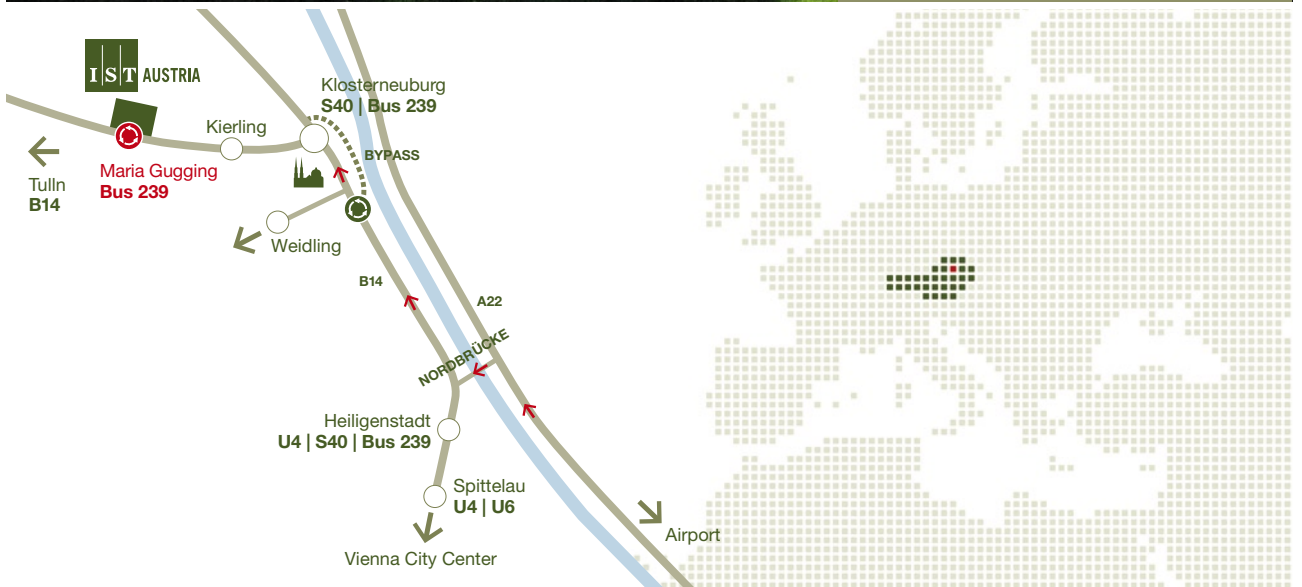 IST AUSTRIA
Klosterneuburg
S40 | Bus 239
Kierling
BYPASS
Maria Gugging
Bus 239
Tulln
B14
Weidling
B14
A22
NORDBRÜCKE
Heiligenstadt
U4 | S40 | Bus 239
Spittelau
U4 | U6
Airport
Vienna City Center